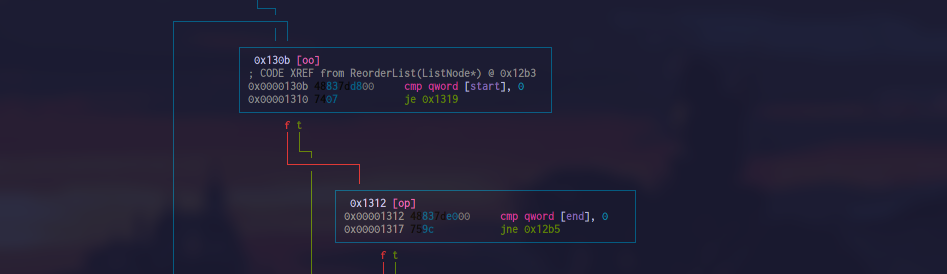 0x130b [oo]
; CODE XREF from ReorderList(ListNode*) @ 0x12b3
0x0000130b 48837dd800 cmp qword [start], 0
0x00001310 7407 je 0x1319
f t
0x1312 [op]
0x00001312 48837de000 cmp qword [end], 0
0x00001317 759c jne 0x12b5
f t